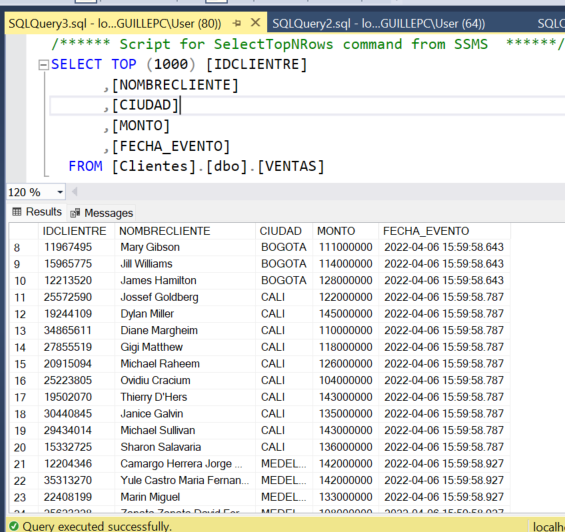 SQLQuery3.sql - lo...GUILLEPC\User (80)) SQLQuery2.sql - lo...GUILLEPC\User (64)) SQLQ
/****** Script for SelectTopNRows command from SSMS ******/
SELECT TOP (1000) [IDCLIENTRE]
,[NOMBRECLIENTE]
,[CIUDAD]
,[MONTO]
,[FECHA_EVENTO]
FROM [Clientes].[dbo].[VENTAS]
120 %
Results Messages
IDCLIENTRE NOMBRECLIENTE CIUDAD MONTO FECHA_EVENTO
8 11967495 Mary Gibson BOGOTA 111000000 2022-04-06 15:59:58.643
9 15965775 Jill Williams BOGOTA 114000000 2022-04-06 15:59:58.643
10 12213520 James Hamilton BOGOTA 128000000 2022-04-06 15:59:58.643
11 25572590 Jossef Goldberg CALI 122000000 2022-04-06 15:59:58.787
12 19244109 Dylan Miller CALI 145000000 2022-04-06 15:59:58.787
13 34865611 Diane Margheim CALI 110000000 2022-04-06 15:59:58.787
14 27855519 Gigi Matthew CALI 118000000 2022-04-06 15:59:58.787
15 20915094 Michael Raheem CALI 126000000 2022-04-06 15:59:58.787
16 25223805 Ovidiu Cracium CALI 104000000 2022-04-06 15:59:58.787
17 19502070 Thierry D'Hers CALI 143000000 2022-04-06 15:59:58.787
18 30440845 Janice Galvin CALI 135000000 2022-04-06 15:59:58.787
19 29434014 Michael Sullivan CALI 143000000 2022-04-06 15:59:58.787
20 15332725 Sharon Salavaria CALI 136000000 2022-04-06 15:59:58.787
21 12204346 Camargo Herrera Jorge ... MEDEL... 142000000 2022-04-06 15:59:58.927
22 35313270 Yule Castro Maria Fernan... MEDEL... 142000000 2022-04-06 15:59:58.927
23 22408199 Marin Miguel MEDEL... 133000000 2022-04-06 15:59:58.927
Query executed successfully. localh